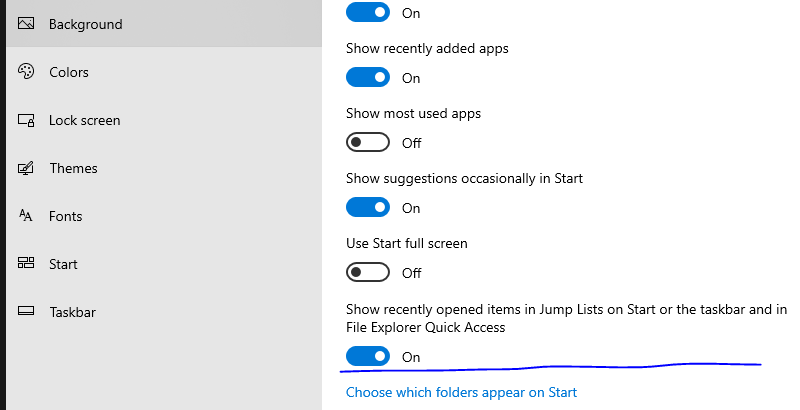 Background
Colors
Lock screen
Themes
Fonts
Start
Taskbar
On
Show recently added apps
On
Show most used apps
Off
Show suggestions occasionally in Start
On
Use Start full screen
Off
Show recently opened items in Jump Lists on Start or the taskbar and in
File Explorer Quick Access
On
Choose which folders appear on Start